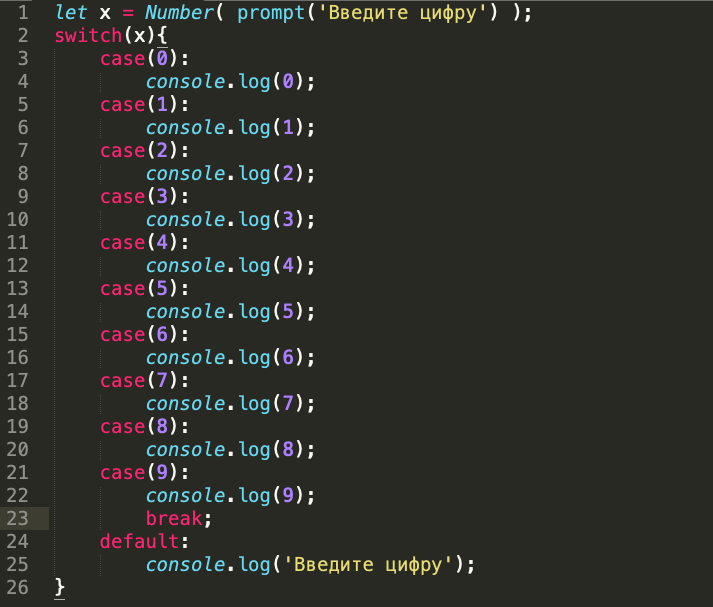 1 let x = Number( prompt('Введите цифру') );
2 switch(x){
3 case(0):
4 console.log(0);
5 case(1):
6 console.log(1);
7 case(2):
8 console.log(2);
9 case(3):
10 console.log(3);
11 case(4):
12 console.log(4);
13 case(5):
14 console.log(5);
15 case(6):
16 console.log(6);
17 case(7):
18 console.log(7);
19 case(8):
20 console.log(8);
21 case(9):
22 console.log(9);
23 break;
24 default:
25 console.log('Введите цифру');
26 }